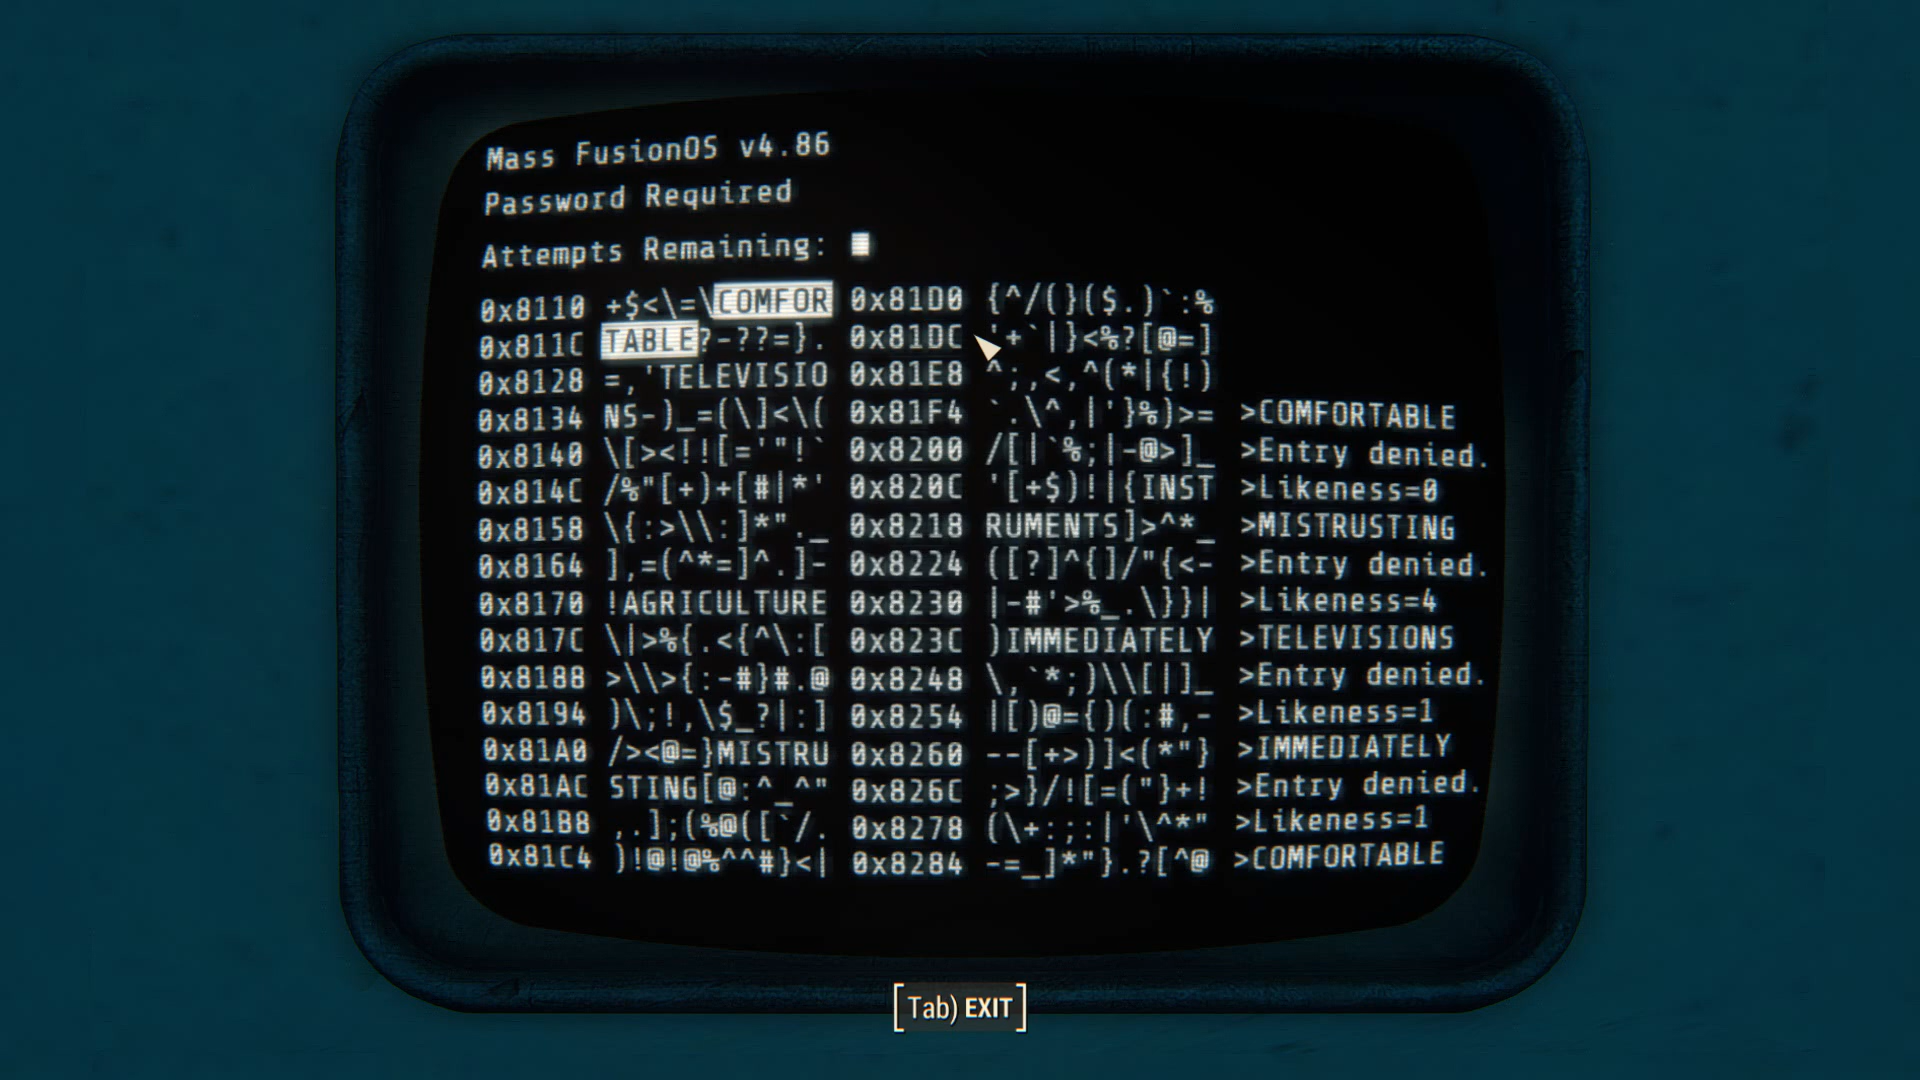 Mass FusionOS v4.86
Password Required
Attempts Remaining: ■
0x8110 +$<\=\COMFOR 0x81D0 {^/(}($.)`:%
0x811C TABLE?-??=}. 0x81DC '+`|}<%?[@=]
0x8128 =,'TELEVISIO 0x81E8 ^;,<,^(*|{!)
0x8134 NS-)_=(\]<\( 0x81F4 `.\^,|'}%)>= >COMFORTABLE
0x8140 \[><!![='"!` 0x8200 /[|`%;|-@>]_ >Entry denied.
0x814C /%"[+)+[#|*' 0x820C '[+$)!|{INST >Likeness=0
0x8158 \{:>\\:]*"._ 0x8218 RUMENTS]>^*_ >MISTRUSTING
0x8164 ],=(^*=]^.]- 0x8224 ([?]^{]/"{<- >Entry denied.
0x8170 !AGRICULTURE 0x8230 |-#'>%_.\}}| >Likeness=4
0x817C \|>%{.<{^\:[ 0x823C )IMMEDIATELY >TELEVISIONS
0x8188 >\\>{:-#}#.@ 0x8248 \,`*;)\\[|]_ >Entry denied.
0x8194 )\;!,\$_?|:] 0x8254 |[)@={)(:#,- >Likeness=1
0x81A0 /><@=}MISTRU 0x8260 --[+>)]<(*"} >IMMEDIATELY
0x81AC STING[@:^_^" 0x826C ;>}/![=("}+! >Entry denied.
0x81B8 ,.];(%@([`/. 0x8278 (\+:;:|'\^*" >Likeness=1
0x81C4 )!@!@%^^#}<| 0x8284 -=_]*"}.?[^@ >COMFORTABLE
[Tab) EXIT]